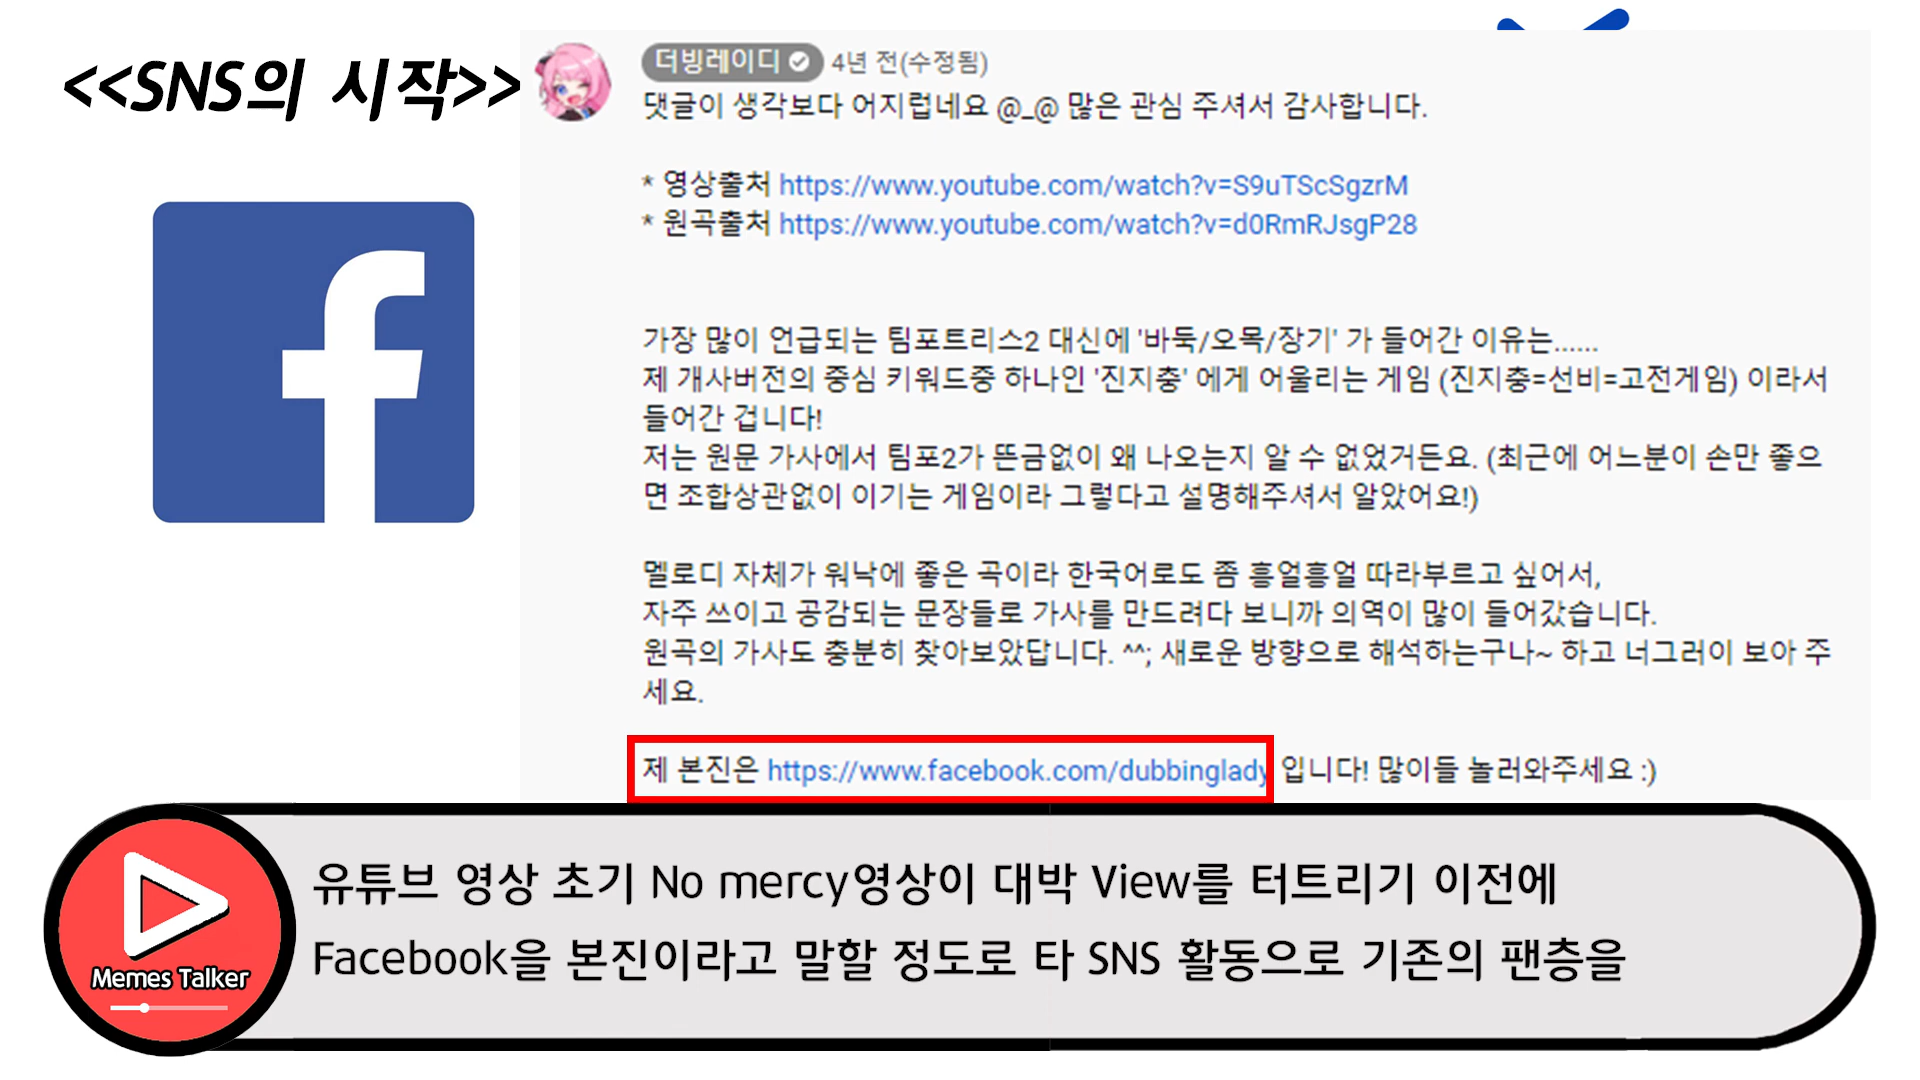 <<SNS의 시작>>
더빙레이디 4년 전(수정됨)
댓글이 생각보다 어지럽네요 @_@ 많은 관심 주셔서 감사합니다.
* 영상출처 https://www.youtube.com/watch?v=S9uTScSgzrM
* 원곡출처 https://www.youtube.com/watch?v=d0RmRJsgP28
가장 많이 언급되는 팀포트리스2 대신에 '바둑/오목/장기' 가 들어간 이유는......
제 개사버전의 중심 키워드중 하나인 '진지충' 에게 어울리는 게임 (진지충=선비=고전게임) 이라서
들어간 겁니다!
저는 원문 가사에서 팀포2가 뜬금없이 왜 나오는지 알 수 없었거든요. (최근에 어느분이 손만 좋으
면 조합상관없이 이기는 게임이라 그렇다고 설명해주셔서 알았어요!)
멜로디 자체가 워낙에 좋은 곡이라 한국어로도 쫌 흥얼흥얼 따라부르고 싶어서,
자주 쓰이고 공감되는 문장들로 가사를 만드려다 보니까 의역이 많이 들어갔습니다.
원곡의 가사도 충분히 찾아보았답니다. ^^; 새로운 방향으로 해석하는구나~ 하고 너그러이 보아 주
세요.
제 본진은 https://www.facebook.com/dubbinglady 입니다! 많이들 놀러와주세요 :)
유튜브 영상 초기 No mercy영상이 대박 View를 터트리기 이전에
Facebook을 본진이라고 말할 정도로 타 SNS 활동으로 기존의 팬층을
Memes Talker